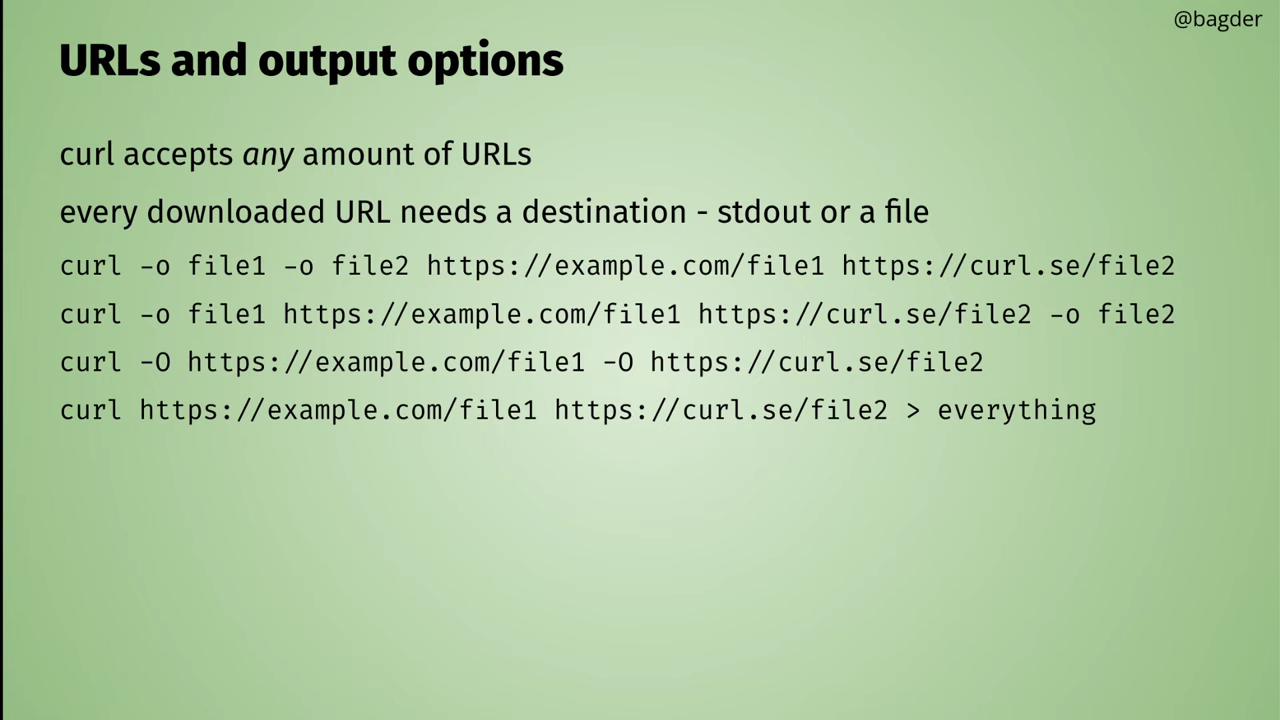 @bagder
URLs and output options
curl accepts any amount of URLs
every downloaded URL needs a destination - stdout or a file
curl -o file1 -o file2 https://example.com/file1 https://curl.se/file2
curl -o file1 https://example.com/file1 https://curl.se/file2 -o file2
curl -O https://example.com/file1 -O https://curl.se/file2
curl https://example.com/file1 https://curl.se/file2 > everything